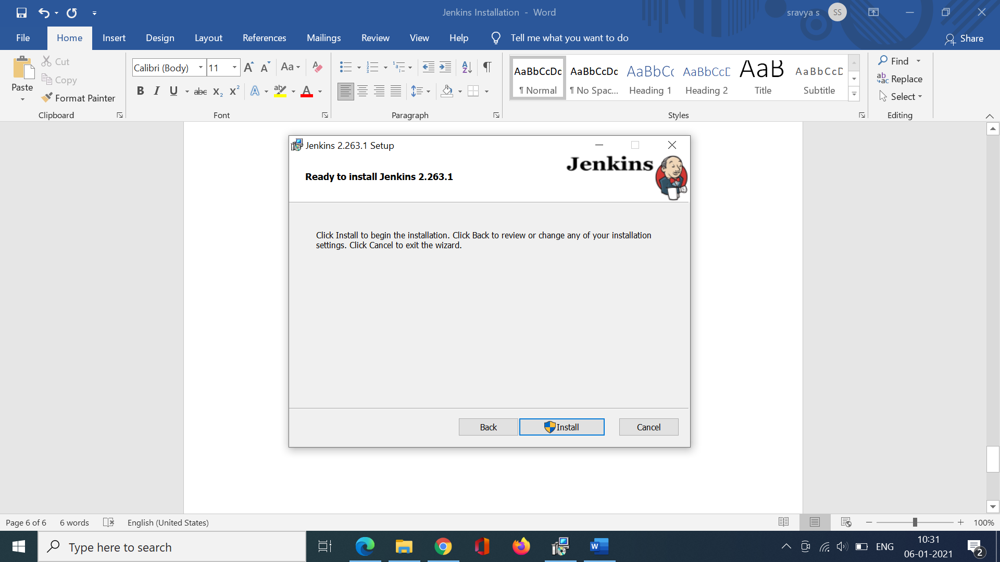 Jenkins Installation - Word
sravya s
SS
File
Home
Insert
Design
Layout
References
Mailings
Review
View
Help
Tell me what you want to do
Share
Paste
Cut
Copy
Format Painter
Clipboard
Calibri (Body)
11
Font
Paragraph
AaBbCcDc
¶ Normal
AaBbCcDc
¶ No Spac...
AaBbCc
Heading 1
AaBbCcD
Heading 2
AaB
Title
AaBbCcD
Subtitle
Styles
Find
Replace
Select
Editing
Jenkins 2.263.1 Setup
Jenkins
Ready to install Jenkins 2.263.1
Click Install to begin the installation. Click Back to review or change any of your installation
settings. Click Cancel to exit the wizard.
Back
Install
Cancel
Page 6 of 6
6 words
English (United States)
100%
Type here to search
ENG
10:31
06-01-2021
2